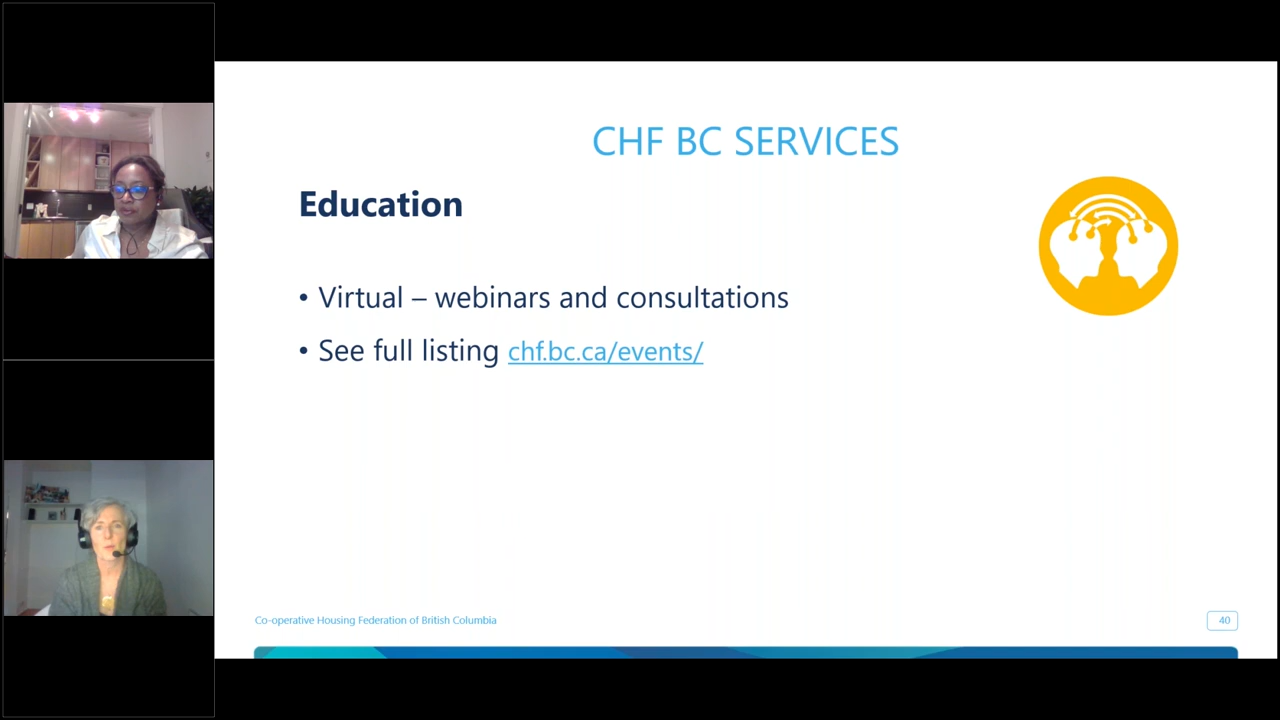 CHF BC SERVICES
Education
• Virtual – webinars and consultations
• See full listing chf.bc.ca/events/
Co-operative Housing Federation of British Columbia
40